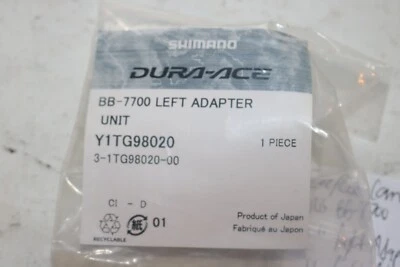 SHIMANO
DURA-ACE
BB-7700 LEFT ADAPTER
UNIT
Y1TG98020 1 PIECE
3-1TG98020-00
CI - D
紙 01
RECYCLABLE
Product of Japan
Fabriqué au Japon